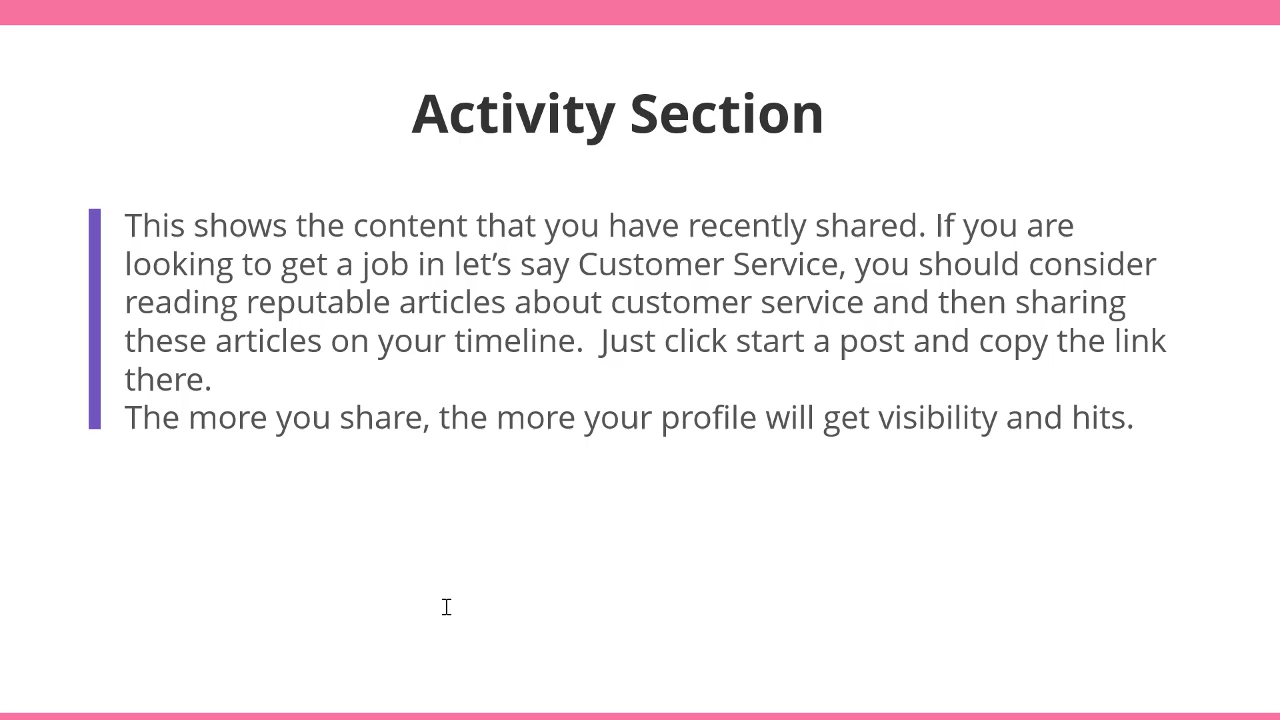 Activity Section
This shows the content that you have recently shared. If you are
looking to get a job in let’s say Customer Service, you should consider
reading reputable articles about customer service and then sharing
these articles on your timeline.  Just click start a post and copy the link
there.
The more you share, the more your profile will get visibility and hits.